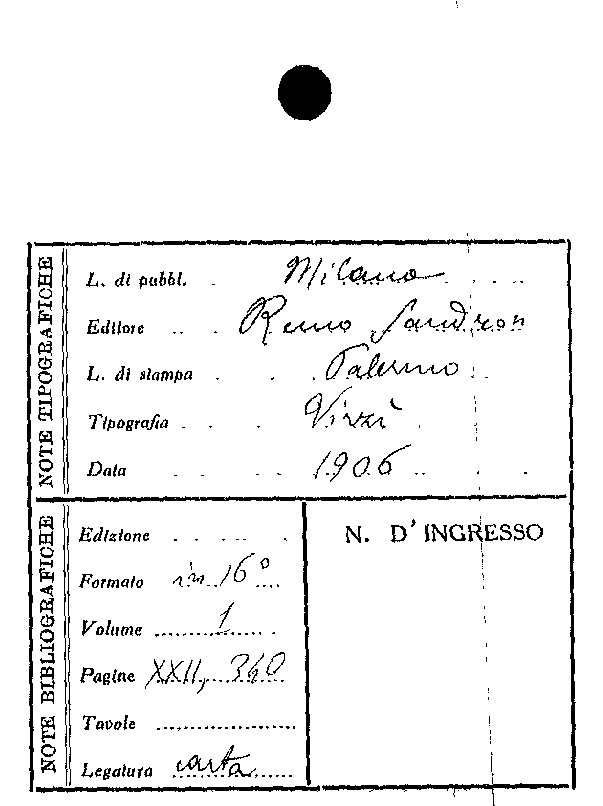 NOTE TIPOGRAFICHE
L. di pubbl. Milano
Editore Remo Sandron
L. di stampa Palermo
Tipografia Virzì
Data 1906
NOTE BIBLIOGRAFICHE
Edizione
Formato in 16°
Volume 1
Pagine XXII, 360
Tavole
Legatura carta
N. D'INGRESSO